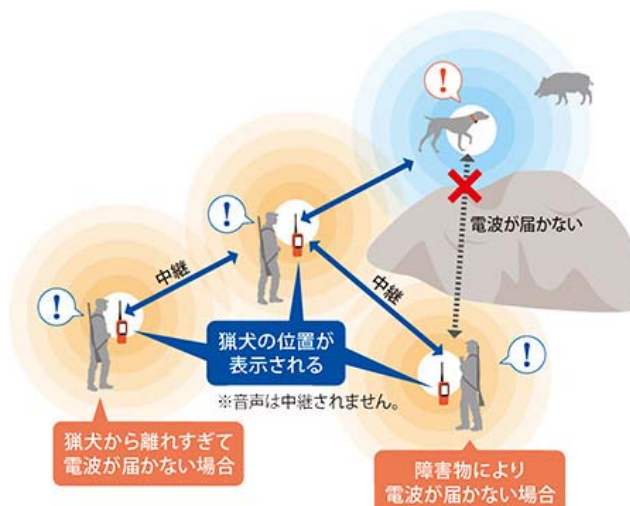 !
電波が届かない
!
中継
!
中継
猟犬の位置が
表示される
!
※音声は中継されません。
猟犬から離れすぎて
電波が届かない場合
障害物により
電波が届かない場合